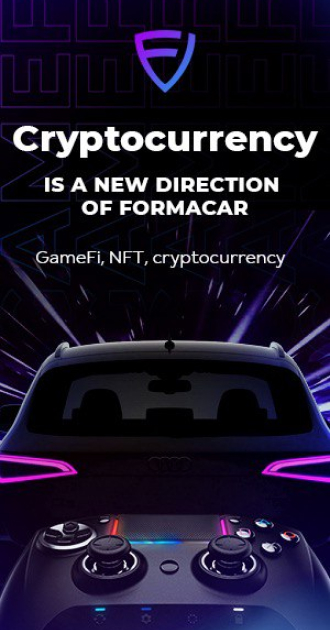 Cryptocurrency
IS A NEW DIRECTION
OF FORMACAR
GameFi, NFT, cryptocurrency